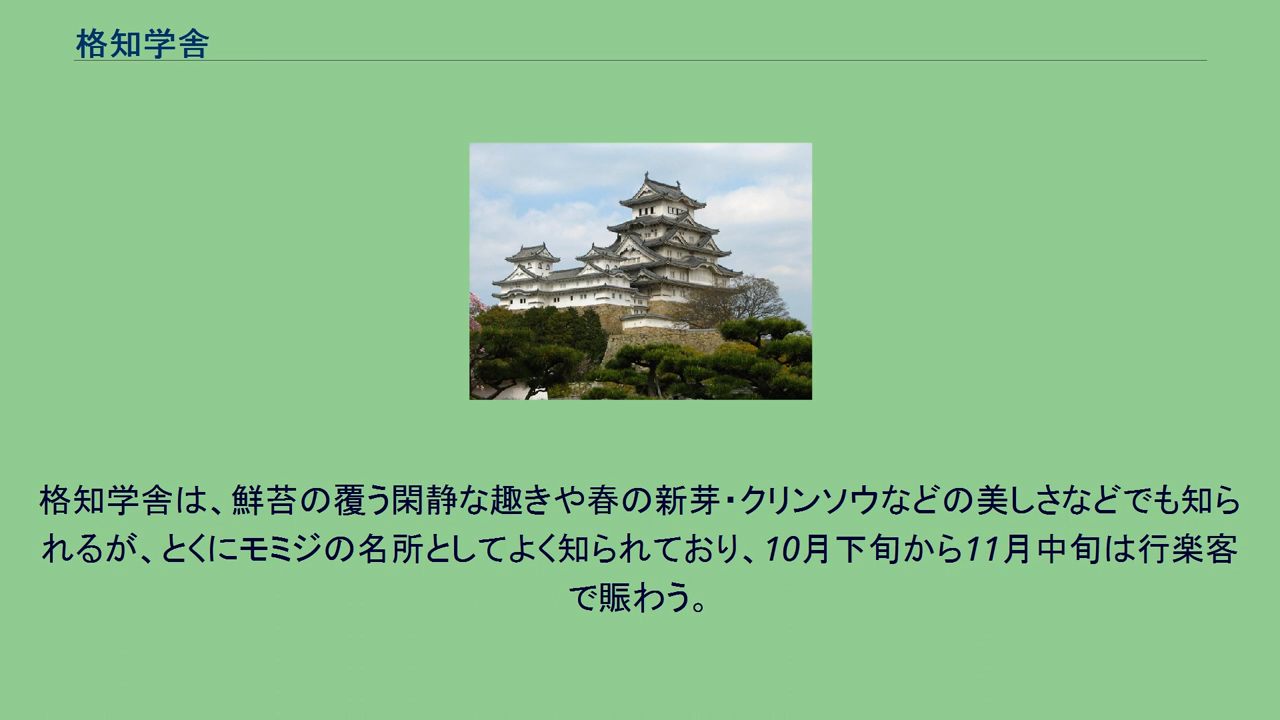 格知学舎
格知学舎は、鮮苔の覆う閑静な趣きや春の新芽・クリンソウなどの美しさなどでも知ら
れるが、とくにモミジの名所としてよく知られており、10月下旬から11月中旬は行楽客
で賑わう。